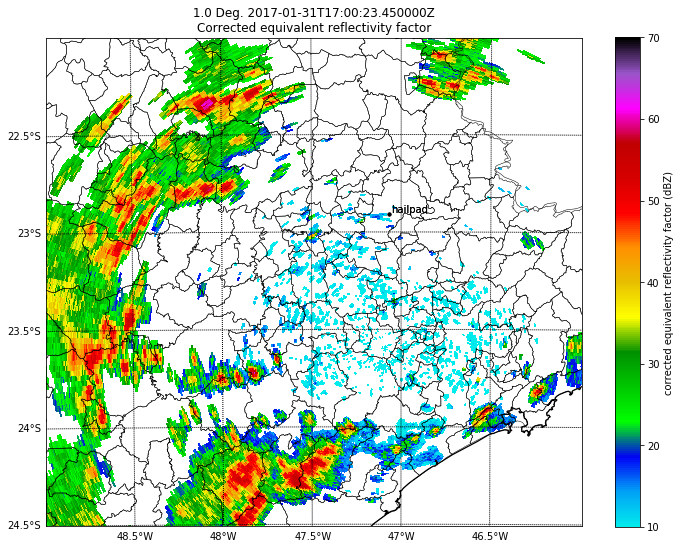 1.0 Deg. 2017-01-31T17:00:23.450000Z
Corrected equivalent reflectivity factor
22.5°S
23°S
23.5°S
24°S
24.5°S
48.5°W
48°W
47.5°W
47°W
46.5°W
hailpad
70
60
50
40
30
20
10
corrected equivalent reflectivity factor (dBZ)